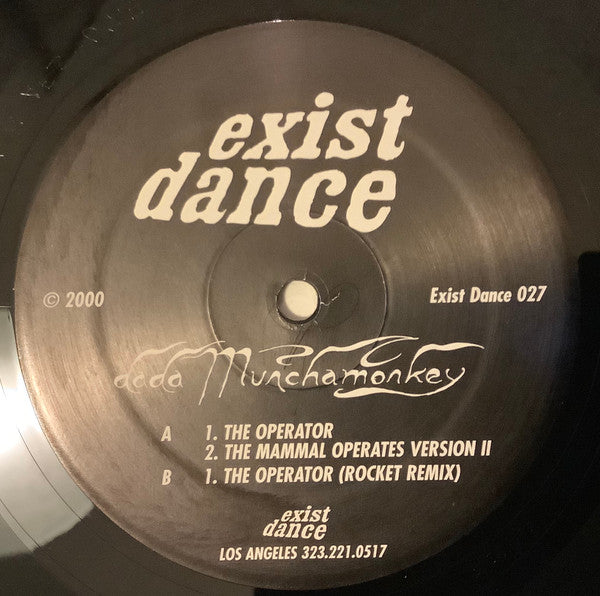 exist
dance
© 2000
Exist Dance 027
dada Munchamonkey
A 1. THE OPERATOR
2. THE MAMMAL OPERATES VERSION II
B 1. THE OPERATOR (ROCKET REMIX)
exist
dance
LOS ANGELES 323.221.0517